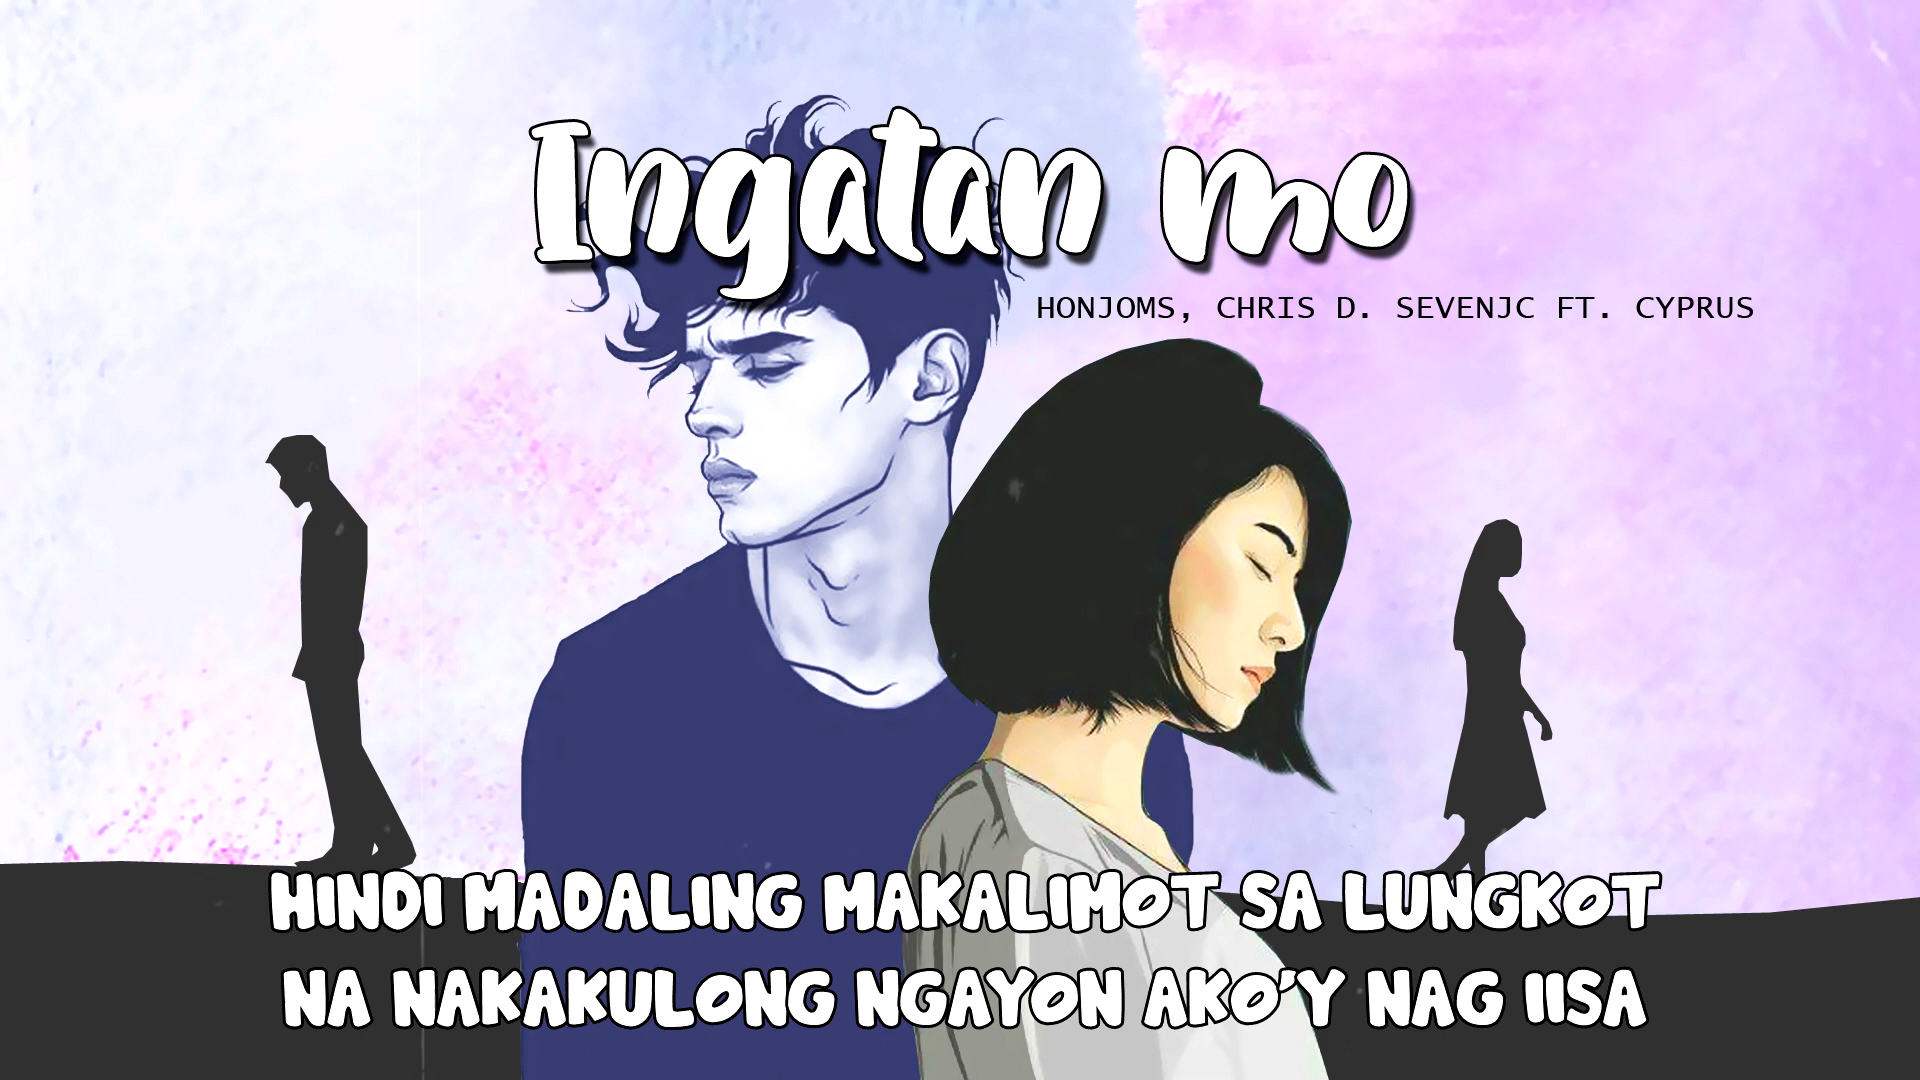 Ingatan mo
HONJOMS, CHRIS D. SEVENJC FT. CYPRUS
HINDI MADALING MAKALIMOT SA LUNGKOT
NA NAKAKULONG NGAYON AKO'Y NAG IISA